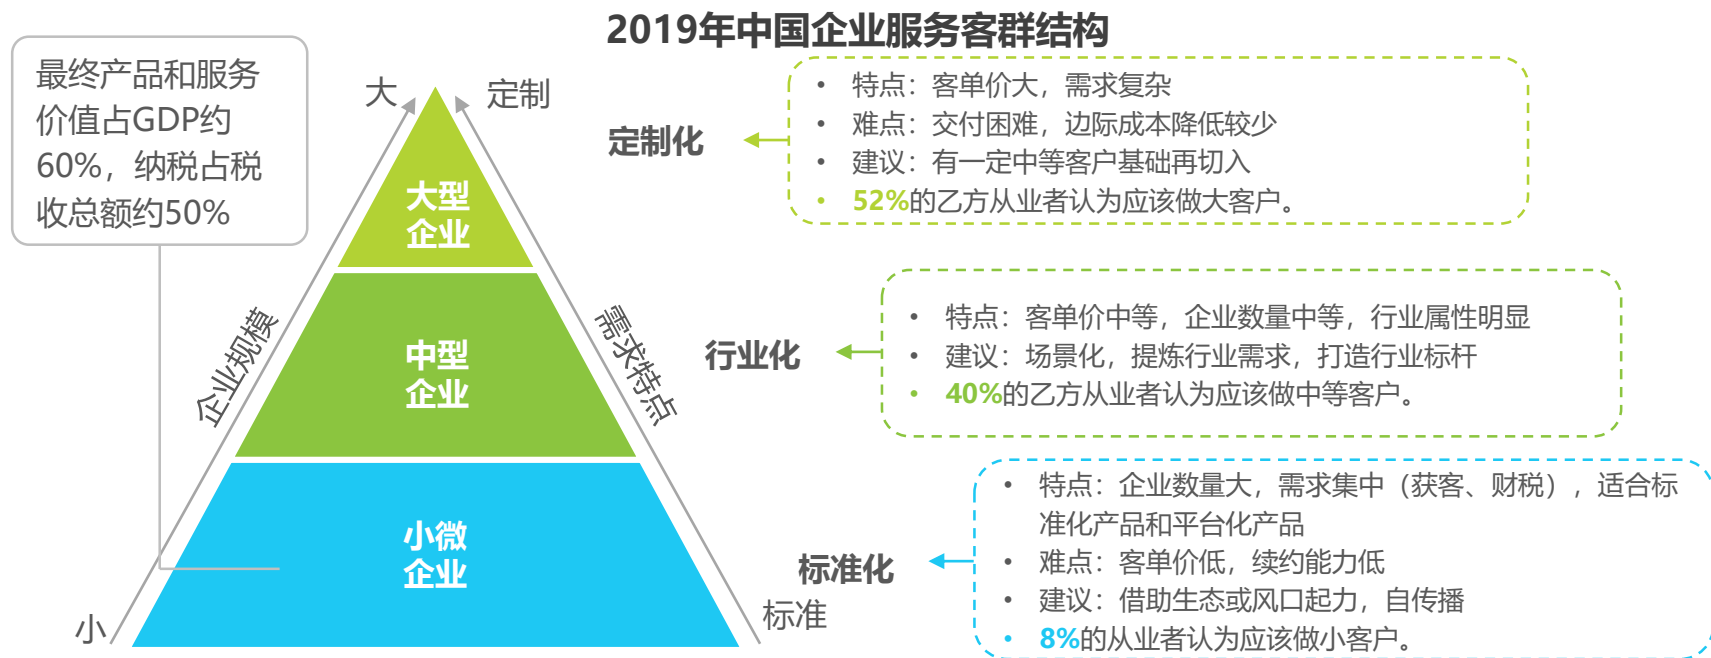 2019年中国企业服务客群结构
最终产品和服务
价值占GDP约
60%，纳税占税
收总额约50%
大
定制
大型
企业
中型
企业
小微
企业
企业规模
需求特点
小
标准
定制化
• 特点：客单价大，需求复杂
• 难点：交付困难，边际成本降低较少
• 建议：有一定中等客户基础再切入
• 52%的乙方从业者认为应该做大客户。
行业化
• 特点：客单价中等，企业数量中等，行业属性明显
• 建议：场景化，提炼行业需求，打造行业标杆
• 40%的乙方从业者认为应该做中等客户。
标准化
• 特点：企业数量大，需求集中（获客、财税），适合标
准化产品和平台化产品
• 难点：客单价低，续约能力低
• 建议：借助生态或风口起力，自传播
• 8%的从业者认为应该做小客户。